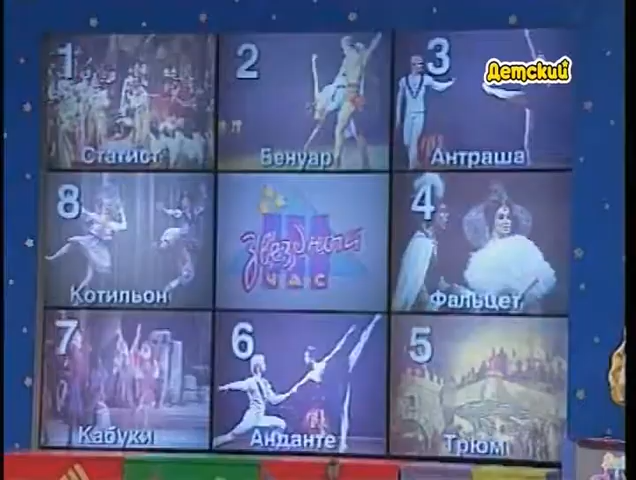 1
Статист
2
Бенуар
3
Антраша
Детский
8
Котильон
Звездный
ЧАС
4
Фальцет
7
Кабуки
6
Анданте
5
Трюм